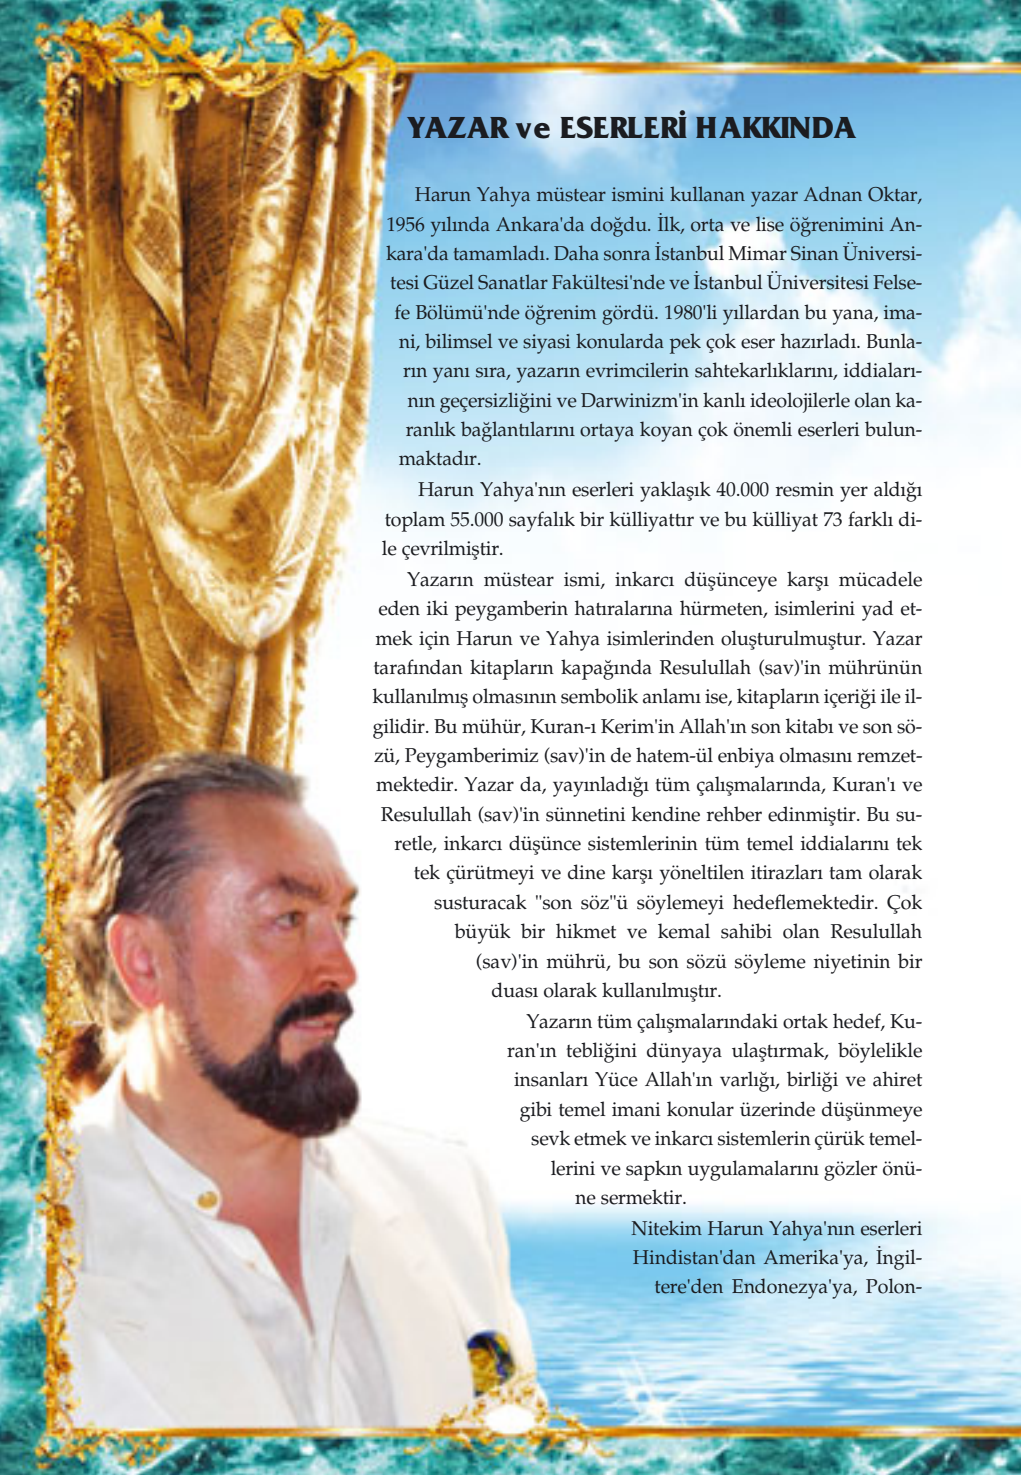 YAZAR ve ESERLERİ HAKKINDA
Harun Yahya müstear ismini kullanan yazar Adnan Oktar,
1956 yılında Ankara'da doğdu. İlk, orta ve lise öğrenimini An-
kara'da tamamladı. Daha sonra İstanbul Mimar Sinan Üniversi-
tesi Güzel Sanatlar Fakültesi'nde ve İstanbul Üniversitesi Felse-
fe Bölümü'nde öğrenim gördü. 1980'li yıllardan bu yana, ima-
ni, bilimsel ve siyasi konularda pek çok eser hazırladı. Bunla-
rın yanı sıra, yazarın evrimcilerin sahtekarlıklarını, iddiaları-
nın geçersizliğini ve Darwinizm'in kanlı ideolojilerle olan ka-
ranlık bağlantılarını ortaya koyan çok önemli eserleri bulun-
maktadır.
Harun Yahya'nın eserleri yaklaşık 40.000 resmin yer aldığı
toplam 55.000 sayfalık bir külliyattır ve bu külliyat 73 farklı di-
le çevrilmiştir.
Yazarın müstear ismi, inkarcı düşünceye karşı mücadele
eden iki peygamberin hatıralarına hürmeten, isimlerini yad et-
mek için Harun ve Yahya isimlerinden oluşturulmuştur. Yazar
tarafından kitapların kapağında Resulullah (sav)'in mührünün
kullanılmış olmasının sembolik anlamı ise, kitapların içeriği ile il-
gilidir. Bu mühür, Kuran-ı Kerim'in Allah'ın son kitabı ve son sö-
zü, Peygamberimiz (sav)'in de hatem-ül enbiya olmasını remzet-
mektedir. Yazar da, yayınladığı tüm çalışmalarında, Kuran'ı ve
Resulullah (sav)'in sünnetini kendine rehber edinmiştir. Bu su-
retle, inkarcı düşünce sistemlerinin tüm temel iddialarını tek
tek çürütmeyi ve dine karşı yöneltilen itirazları tam olarak
susturacak "son söz"ü söylemeyi hedeflemektedir. Çok
büyük bir hikmet ve kemal sahibi olan Resulullah
(sav)'in mührü, bu son sözü söyleme niyetinin bir
duası olarak kullanılmıştır.
Yazarın tüm çalışmalarındaki ortak hedef, Ku-
ran'ın tebliğini dünyaya ulaştırmak, böylelikle
insanları Yüce Allah'ın varlığı, birliği ve ahiret
gibi temel imani konular üzerinde düşünmeye
sevk etmek ve inkarcı sistemlerin çürük temel-
lerini ve sapkın uygulamalarını gözler önü-
ne sermektir.
Nitekim Harun Yahya'nın eserleri
Hindistan'dan Amerika'ya, İngil-
tere'den Endonezya'ya, Polon-